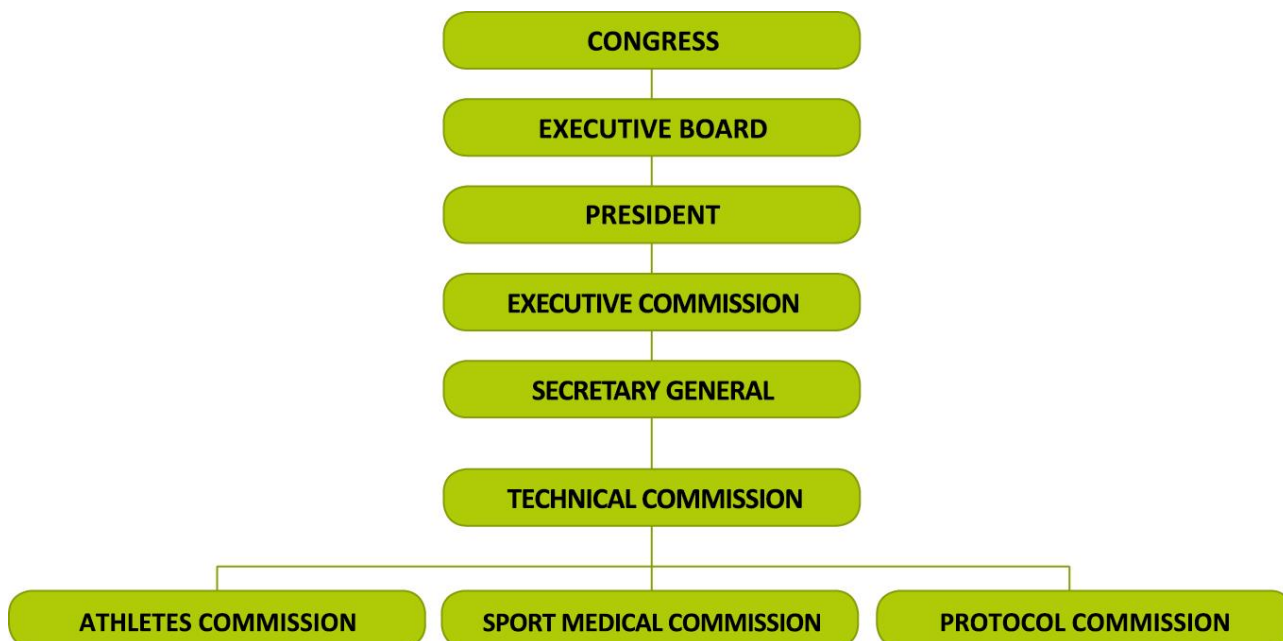 CONGRESS
EXECUTIVE BOARD
PRESIDENT
EXECUTIVE COMMISSION
SECRETARY GENERAL
TECHNICAL COMMISSION
ATHLETES COMMISSION
SPORT MEDICAL COMMISSION
PROTOCOL COMMISSION